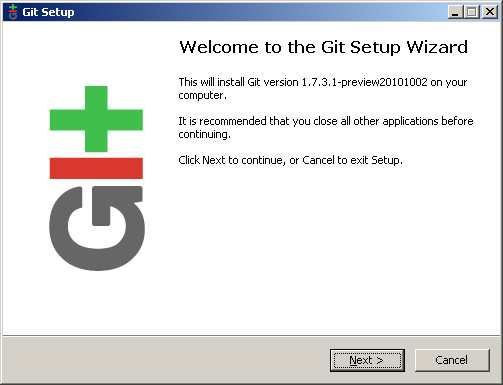 Git Setup
Welcome to the Git Setup Wizard
This will install Git version 1.7.3.1-preview20101002 on your
computer.
It is recommended that you close all other applications before
continuing.
Click Next to continue, or Cancel to exit Setup.
git
Next >
Cancel